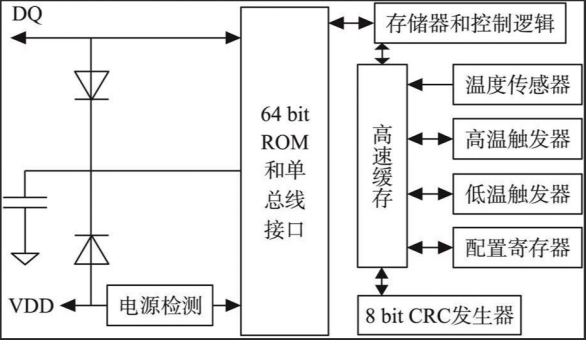 DQ
存储器和控制逻辑
温度传感器
64 bit
ROM
和单
总线
接口
高速缓存
高温触发器
低温触发器
配置寄存器
VDD
电源检测
8 bit CRC发生器